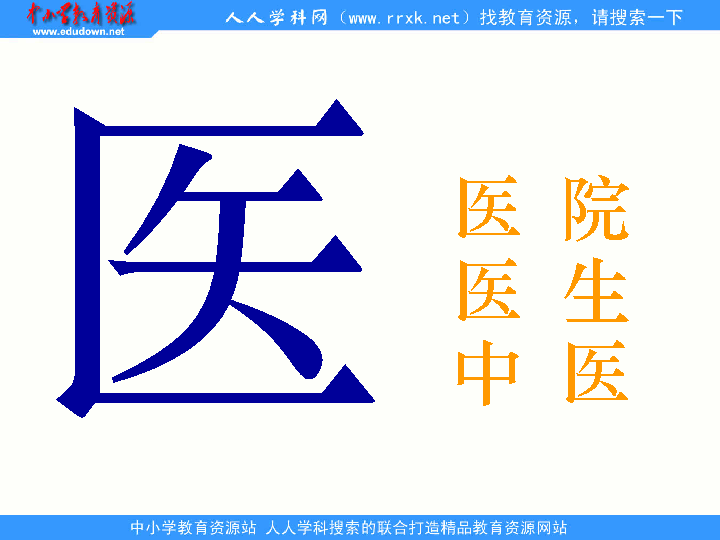 中小学教育资源
www.edudown.net
人人学科网（www.rrxk.net）找教育资源，请搜索一下
医
医院
医生
中医
中小学教育资源站 人人学科搜索的联合打造精品教育资源网站